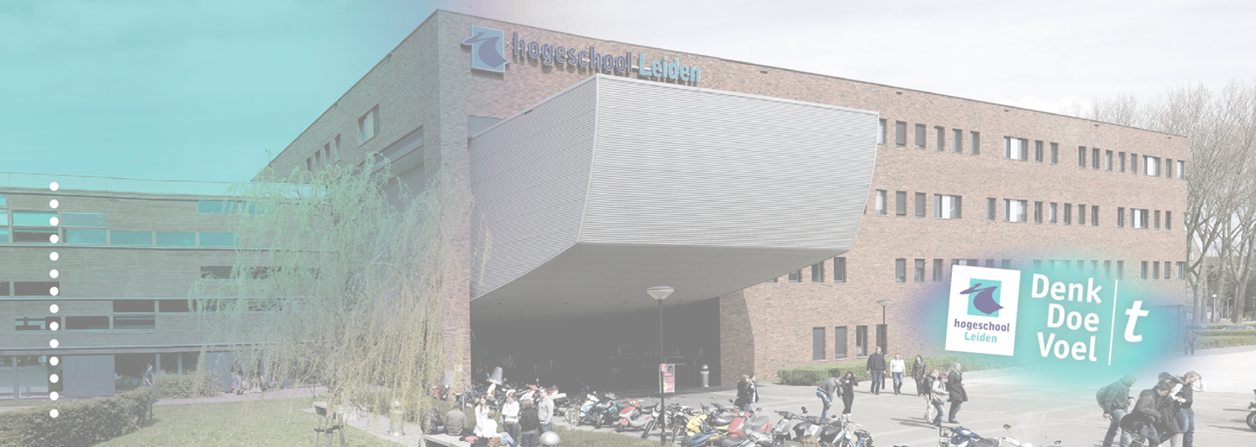 hogeschool Leiden
hogeschool
Leiden
Denk
Doe
Voel
t